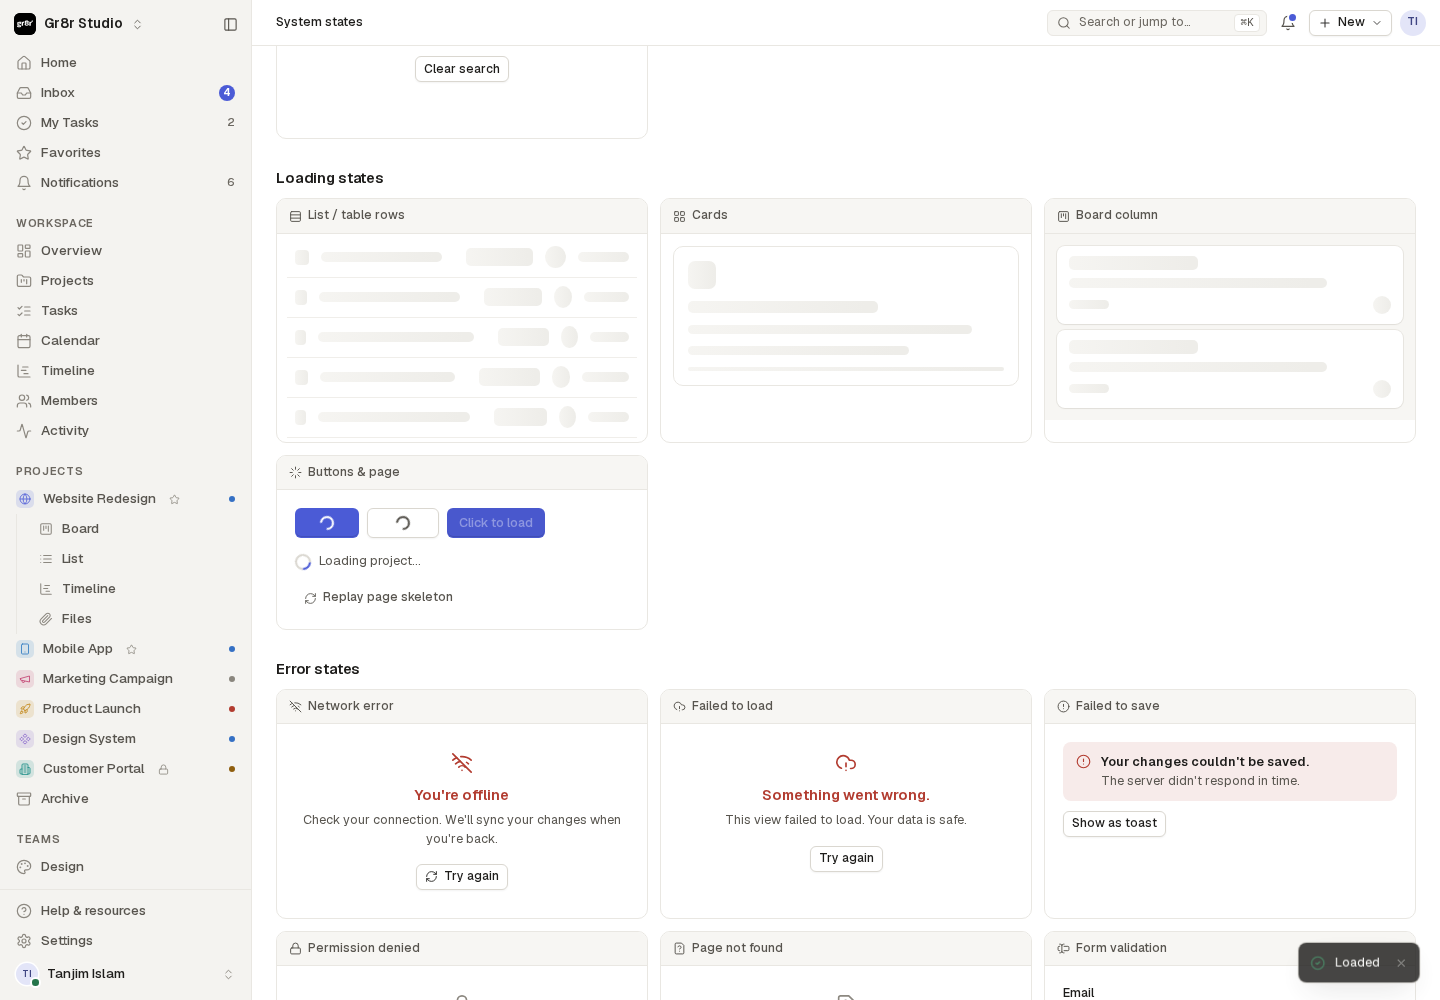 gr8r Gr8r Studio
Home
Inbox 4
My Tasks 2
Favorites
Notifications 6
WORKSPACE
Overview
Projects
Tasks
Calendar
Timeline
Members
Activity
PROJECTS
Website Redesign
Board
List
Timeline
Files
Mobile App
Marketing Campaign
Product Launch
Design System
Customer Portal
Archive
TEAMS
Design
Help & resources
Settings
TI Tanjim Islam
System states
Search or jump to... ⌘K
New
TI
Clear search
Loading states
List / table rows
Cards
Board column
Buttons & page
Click to load
Loading project...
Replay page skeleton
Error states
Network error
You're offline
Check your connection. We'll sync your changes when
you're back.
Try again
Failed to load
Something went wrong.
This view failed to load. Your data is safe.
Try again
Failed to save
Your changes couldn't be saved.
The server didn't respond in time.
Show as toast
Permission denied
Page not found
Form validation
Email
Loaded